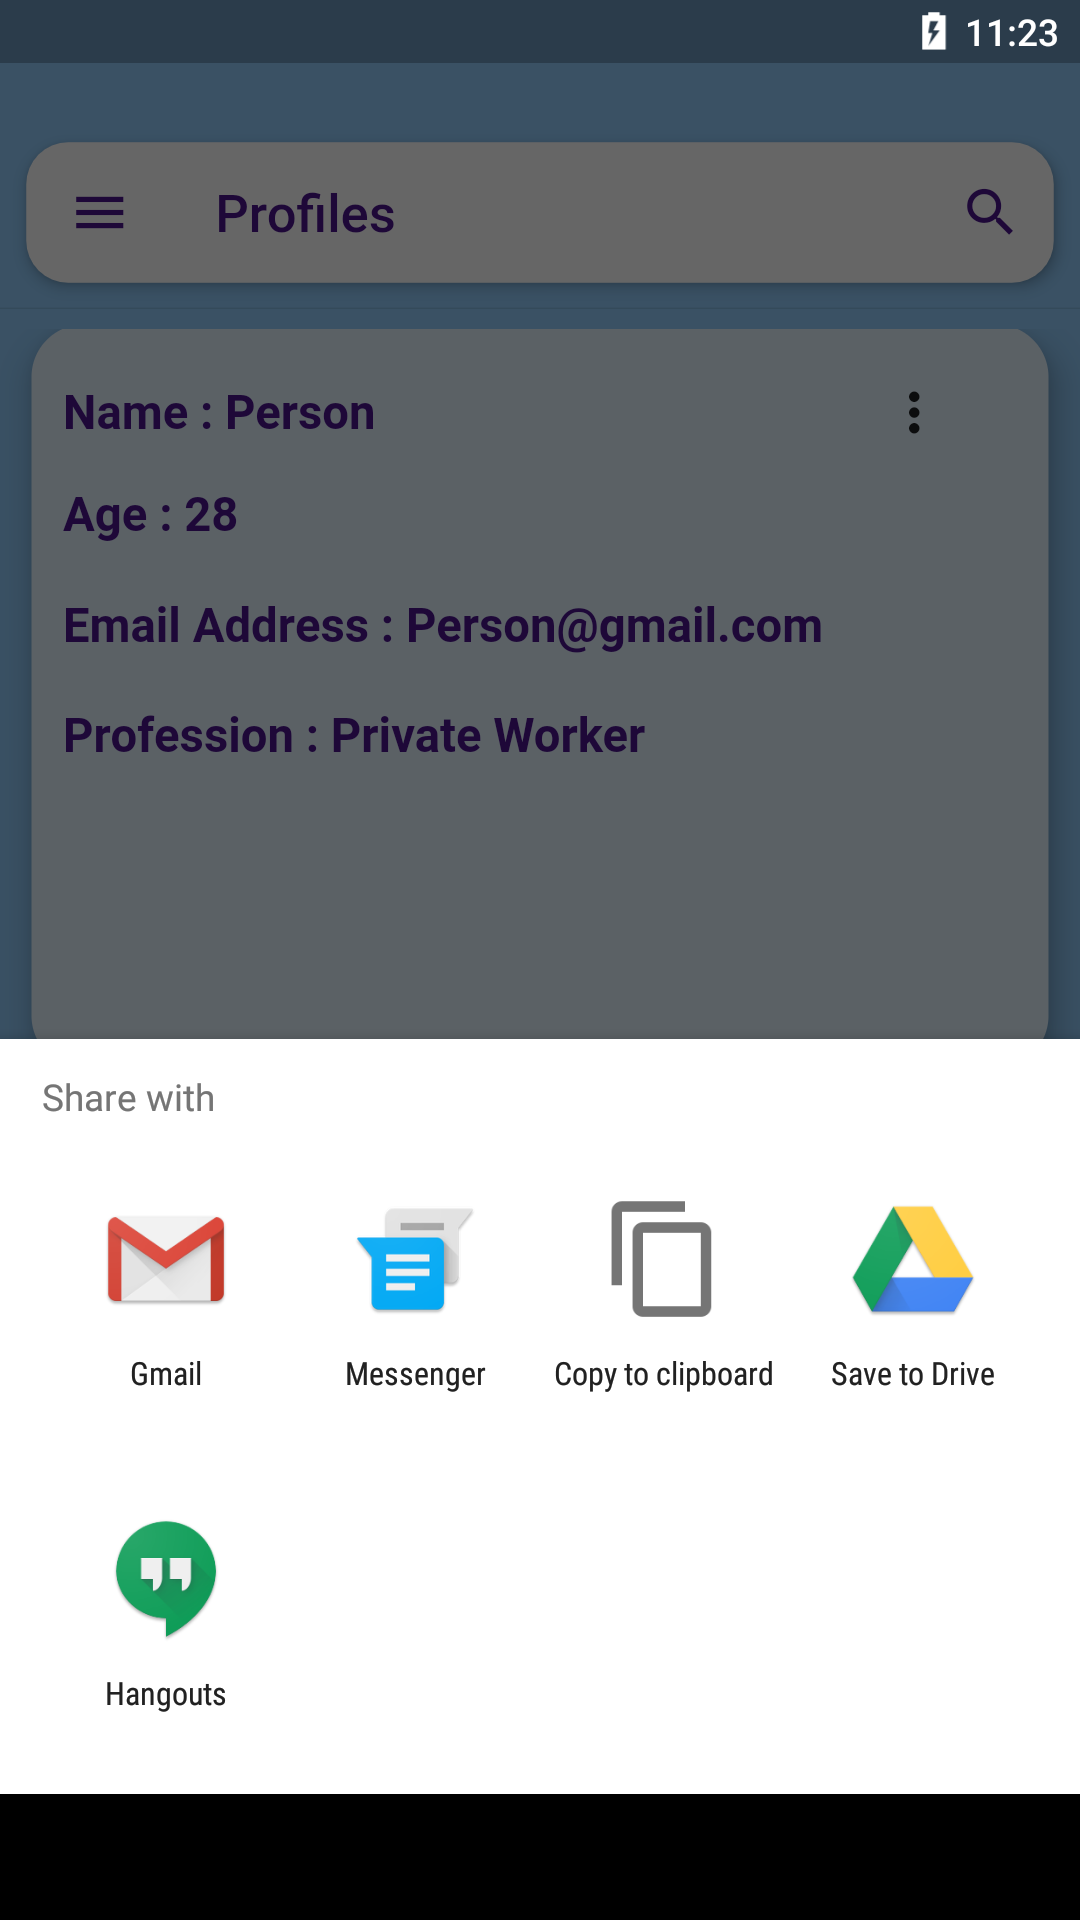 11:23
Profiles
Name : Person
Age : 28
Email Address : Person@gmail.com
Profession : Private Worker
Share with
Gmail
Messenger
Copy to clipboard
Save to Drive
Hangouts